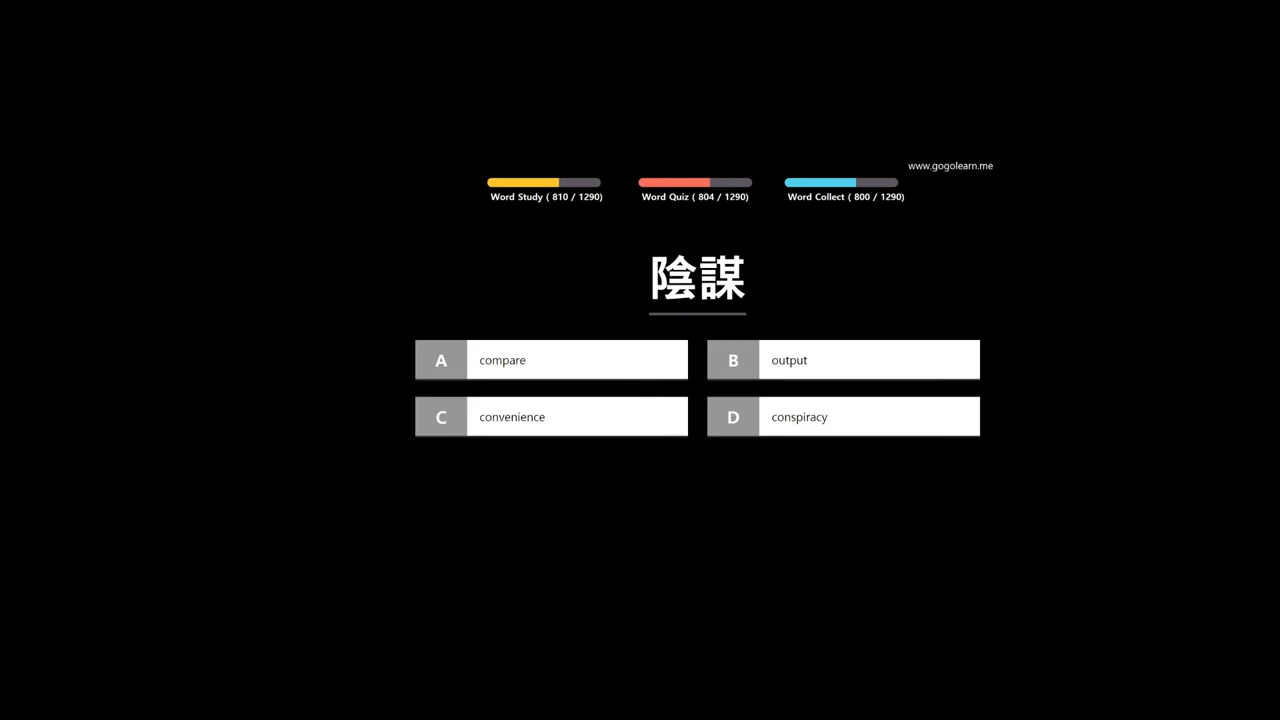 www.gogolearn.me
Word Study ( 810 / 1290)
Word Quiz ( 804 / 1290)
Word Collect ( 800 / 1290)
陰謀
A compare
B output
C convenience
D conspiracy